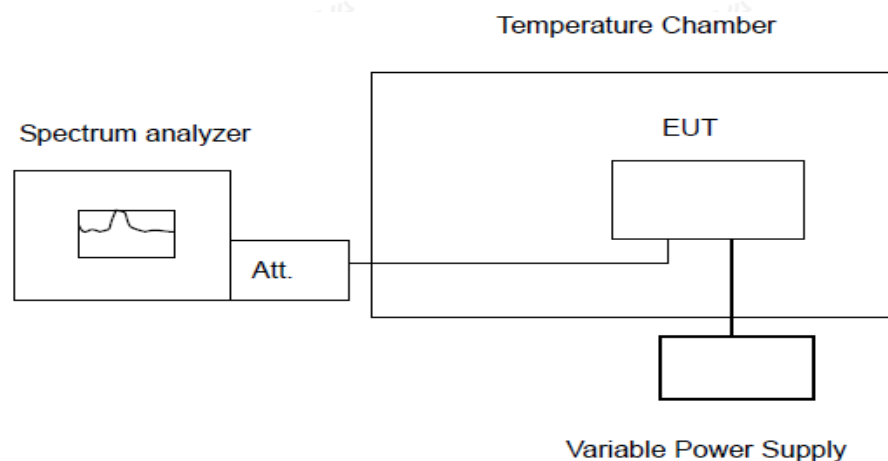 Temperature Chamber
Spectrum analyzer
EUT
Att.
Variable Power Supply